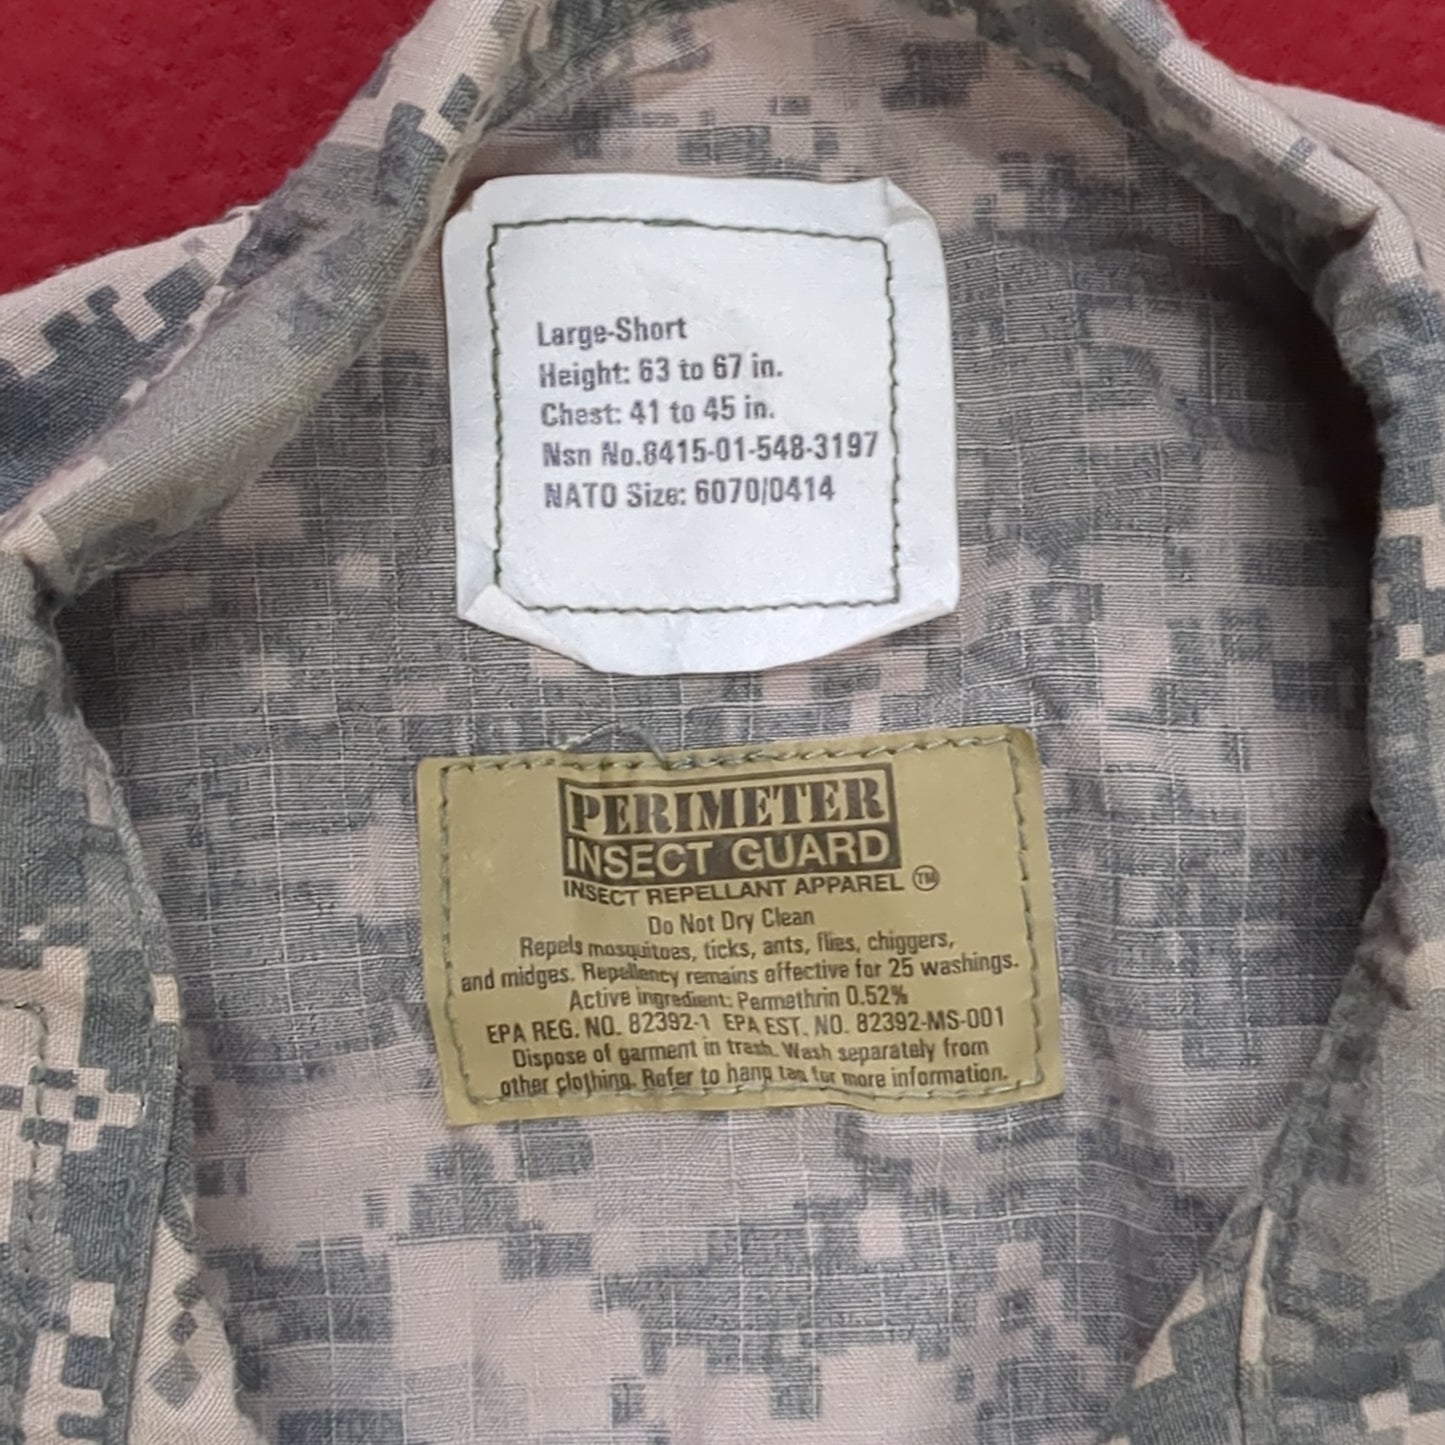 Large-Short
Height: 63 to 67 in.
Chest: 41 to 45 in.
Nsn No.8415-01-548-3197
NATO Size: 6070/0414
PERIMETER
INSECT GUARD
INSECT REPELLANT APPAREL TM
Do Not Dry Clean
Repels mosquitoes, ticks, ants, flies, chiggers,
and midges. Repellency remains effective for 25 washings.
Active ingredient: Permethrin 0.52%
EPA REG. NO. 82392-1 EPA EST. NO. 82392-MS-001
Dispose of garment in trash. Wash separately from
other clothing. Refer to hang tag for more information.